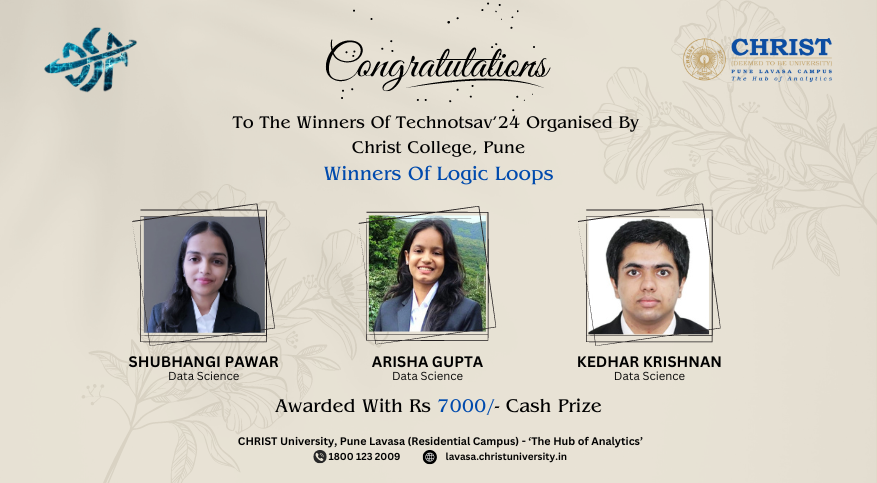 DSA
Congratulations
CHRIST
(DEEMED TO BE UNIVERSITY)
PUNE LAVASA CAMPUS
The Hub of Analytics
To The Winners Of Technotsav'24 Organised By
Christ College, Pune
Winners Of Logic Loops
SHUBHANGI PAWAR
Data Science
ARISHA GUPTA
Data Science
KEDHAR KRISHNAN
Data Science
Awarded With Rs 7000/- Cash Prize
CHRIST University, Pune Lavasa (Residential Campus) - 'The Hub of Analytics'
1800 123 2009 lavasa.christuniversity.in